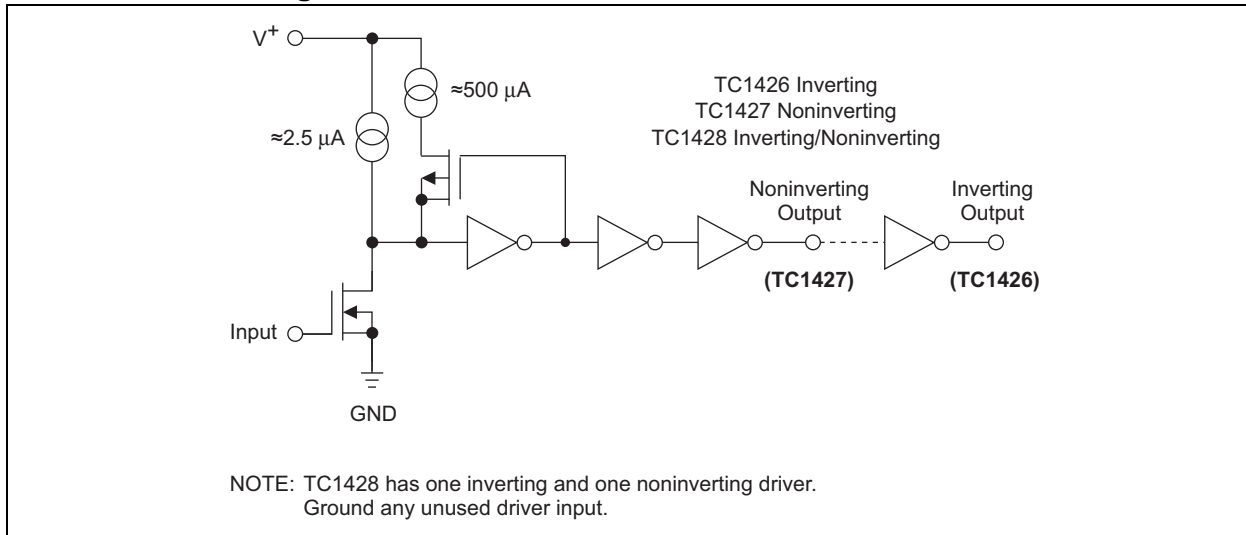 V+
≈500 μA
≈2.5 μA
TC1426 Inverting
TC1427 Noninverting
TC1428 Inverting/Noninverting
Noninverting
Output
Inverting
Output
(TC1427)
(TC1426)
Input
GND
NOTE: TC1428 has one inverting and one noninverting driver.
Ground any unused driver input.